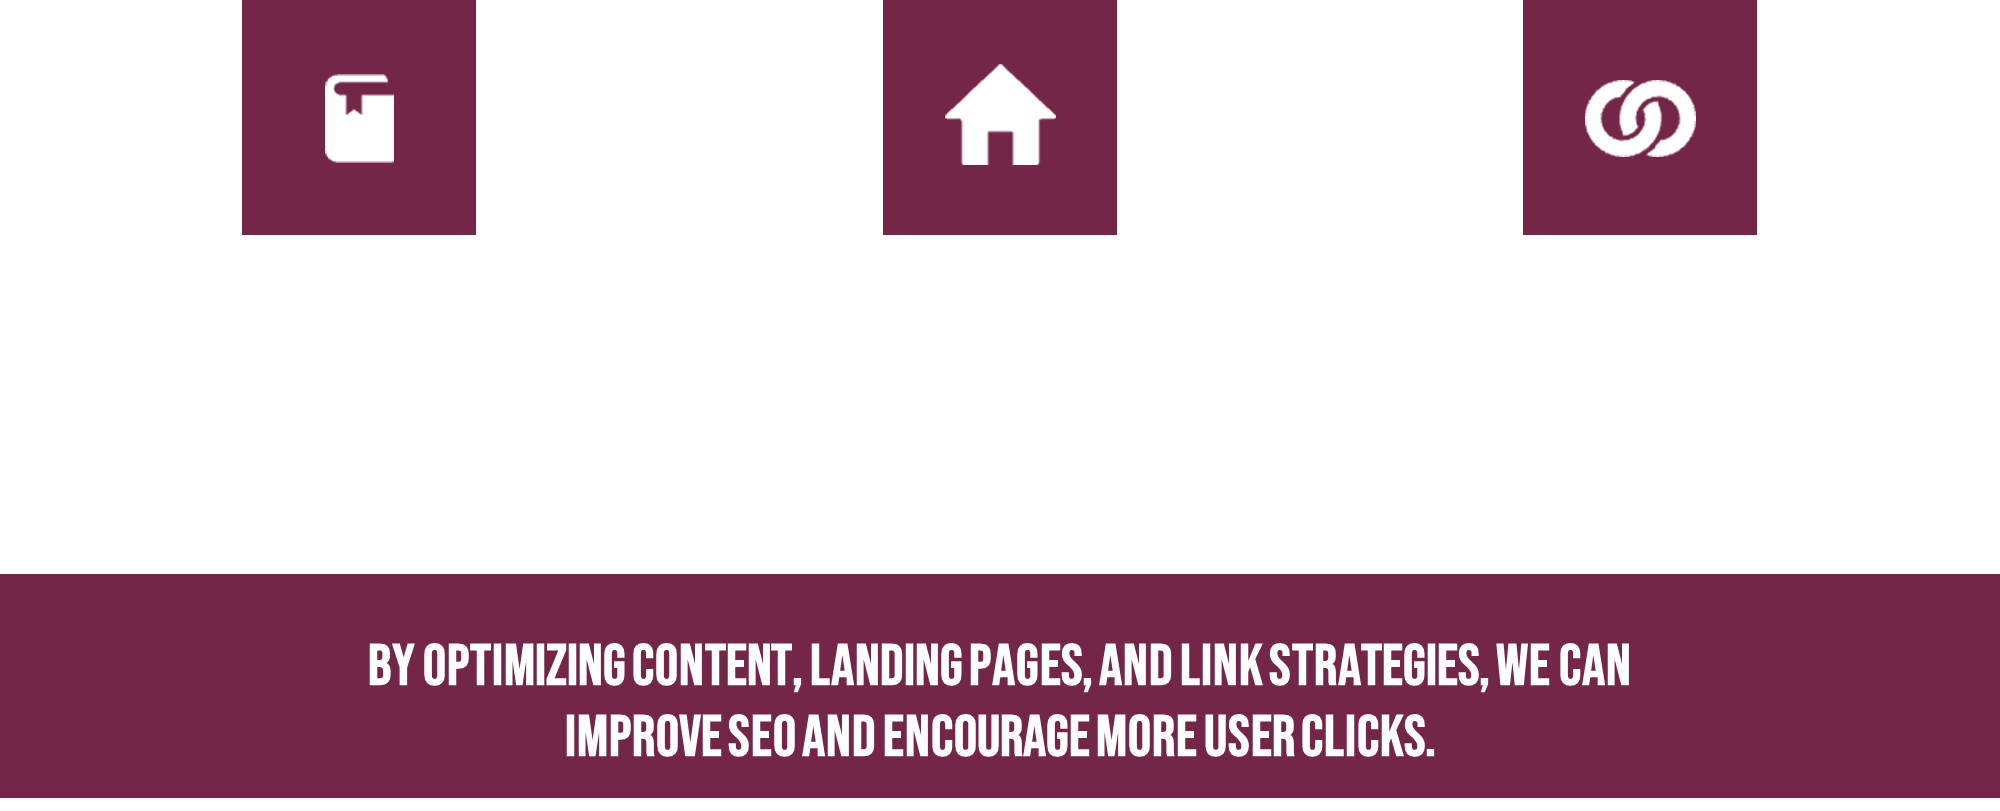 BY OPTIMIZING CONTENT, LANDING PAGES, AND LINK STRATEGIES, WE CAN
IMPROVE SEO AND ENCOURAGE MORE USER CLICKS.